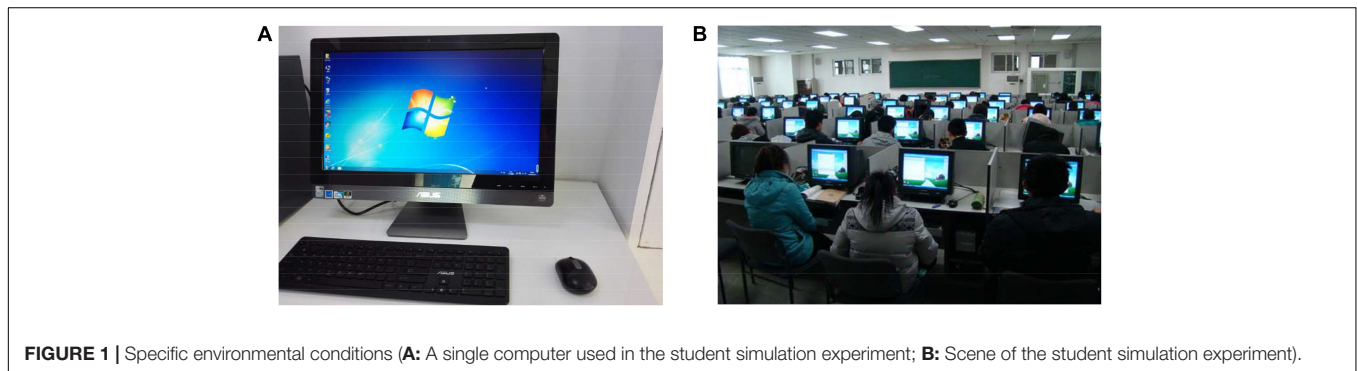 A
B
ASUS
ASUS
FIGURE 1 | Specific environmental conditions (A: A single computer used in the student simulation experiment; B: Scene of the student simulation experiment).